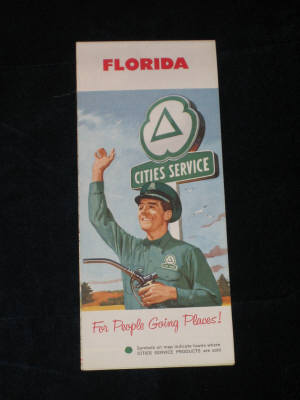 FLORIDA
CITIES SERVICE
For People Going Places!
Symbols on map indicate towns where
CITIES SERVICE PRODUCTS are sold